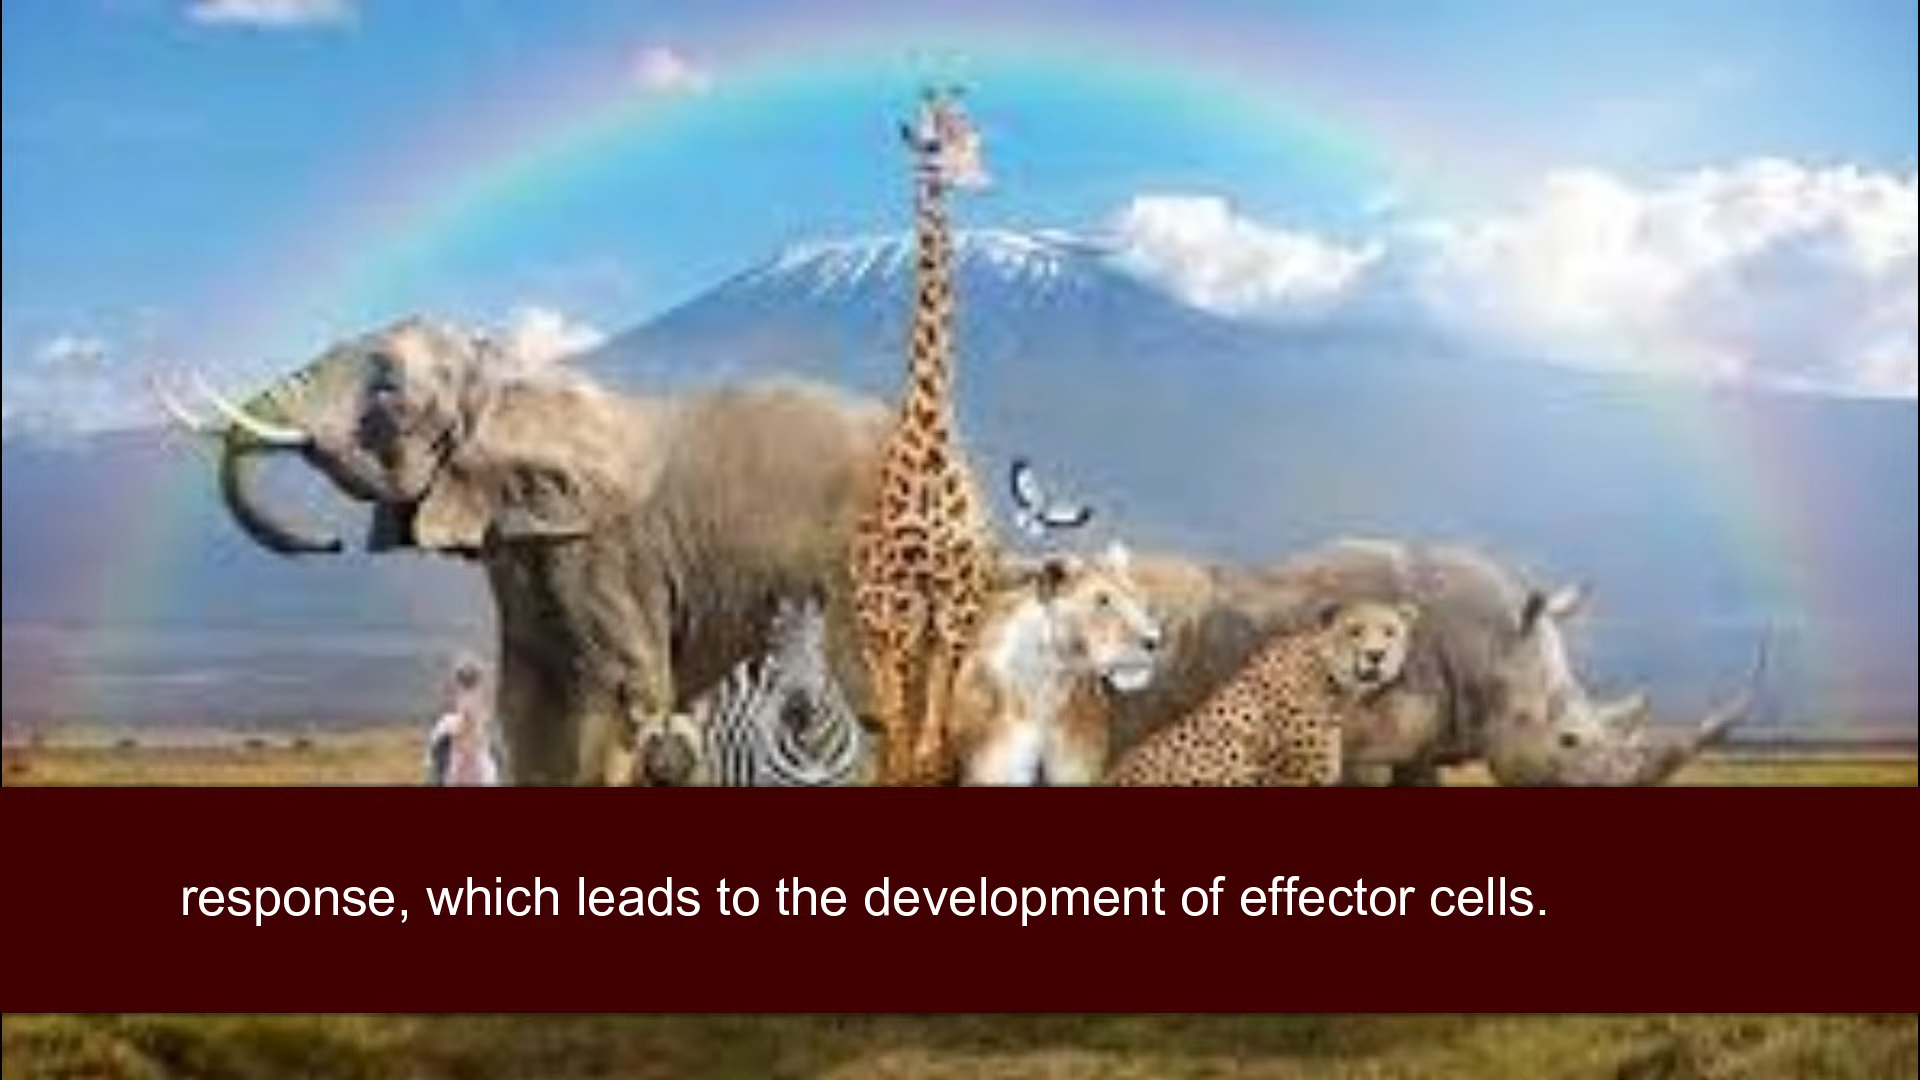 response, which leads to the development of effector cells.